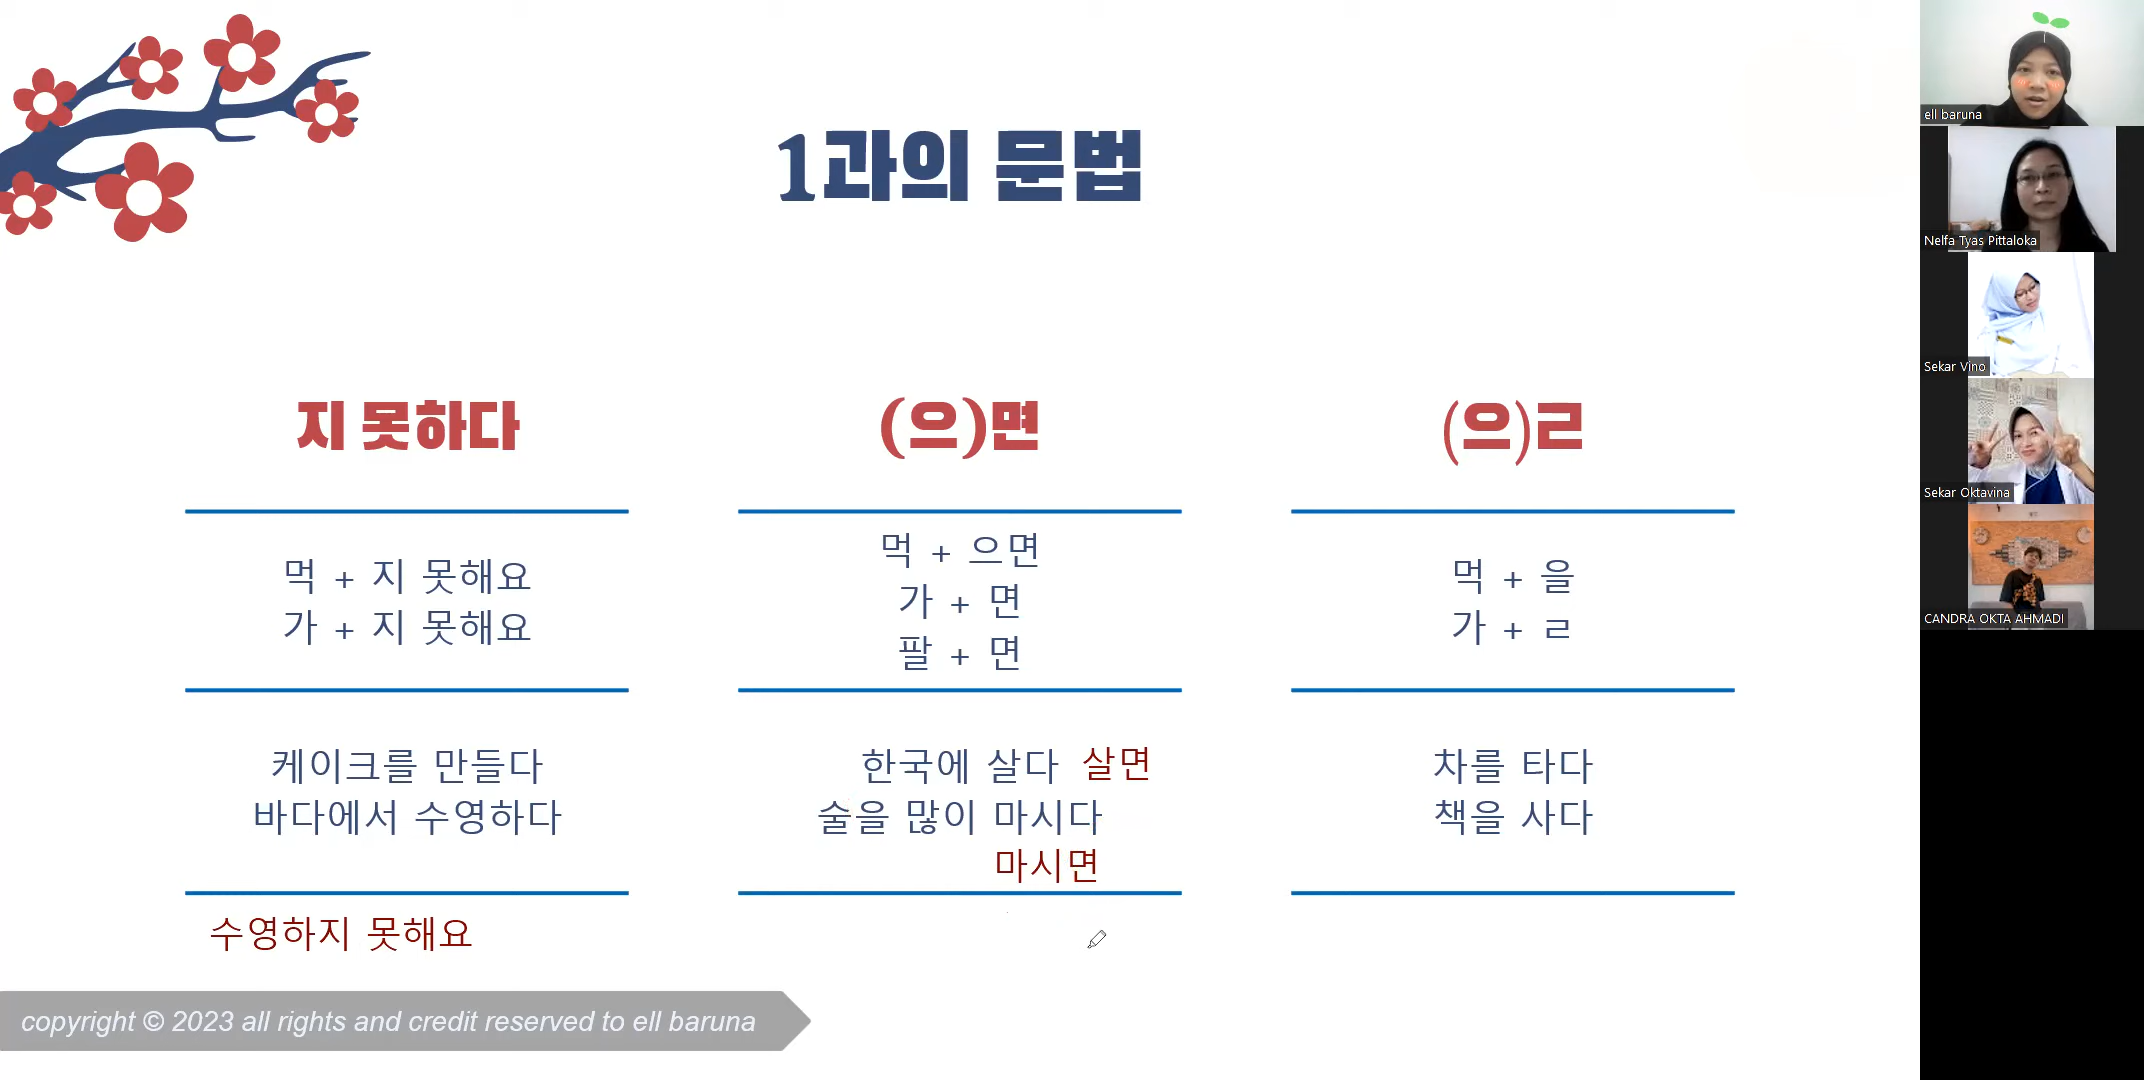 1과의 문법
지 못하다
먹 + 지 못해요
가 + 지 못해요
케이크를 만들다
바다에서 수영하다
수영하지 못해요
(으)면
먹 + 으면
가 + 면
팔 + 면
한국에 살다 살면
술을 많이 마시다
마시면
(으)ㄹ
먹 + 을
가 + ㄹ
차를 타다
책을 사다
copyright © 2023 all rights and credit reserved to ell baruna
ell baruna
Nelfa Tyas Pittaloka
Sekar Vino
Sekar Oktavina
CANDRA OKTA AHMADI